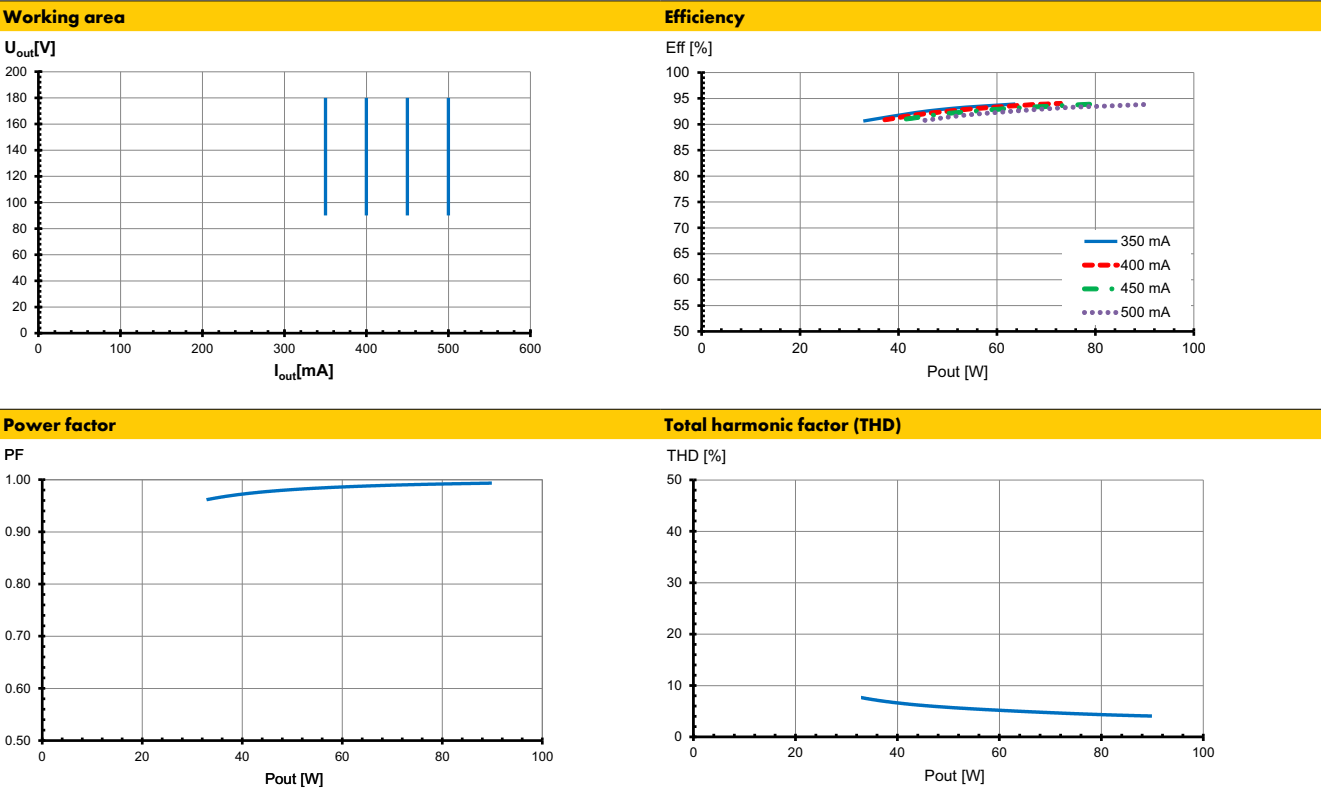 Working area
U_out[V]
200
180
160
140
120
100
80
60
40
20
0
0 100 200 300 400 500 600
I_out[mA]
Efficiency
Eff [%]
100
95
90
85
80
75
70
65
60
55
50
350 mA
400 mA
450 mA
500 mA
0 20 40 60 80 100
Pout [W]
Power factor
PF
1.00
0.90
0.80
0.70
0.60
0.50
0 20 40 60 80 100
Pout [W]
Total harmonic factor (THD)
THD [%]
50
40
30
20
10
0
0 20 40 60 80 100
Pout [W]